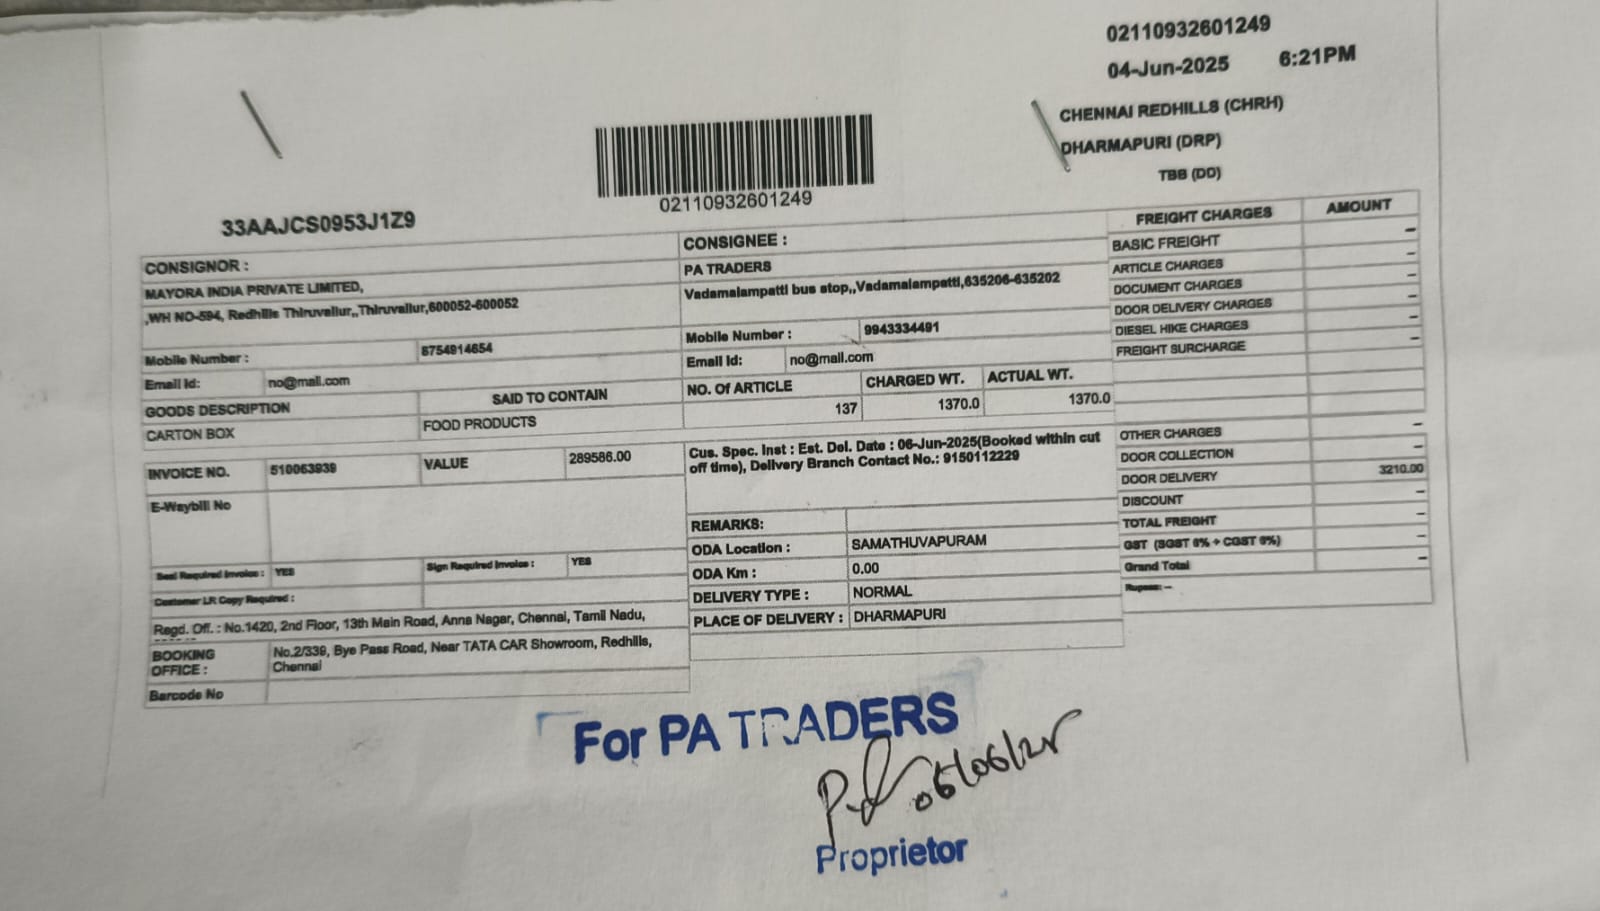 02110932601249
04-Jun-2025 6:21PM
CHENNAI REDHILLS (CHRH)
DHARMAPURI (DRP)
TBB (DD)
02110932601249
33AAJCS0953J1Z9
CONSIGNOR :
MAYORA INDIA PRIVATE LIMITED,
,WH NO-594, Redhills Thiruvallur,,Thiruvallur,600052-600052
Mobile Number : 8754914654
Email Id: no@mail.com
GOODS DESCRIPTION SAID TO CONTAIN
CARTON BOX FOOD PRODUCTS
INVOICE NO. 510063939 VALUE 289586.00
E-Waybill No
Seal Required Invoice : YES Sign Required Invoice : YES
Customer LR Copy Required :
Regd. Off. : No.1420, 2nd Floor, 13th Main Road, Anna Nagar, Chennai, Tamil Nadu,
BOOKING OFFICE : No.2/339, Bye Pass Road, Near TATA CAR Showroom, Redhills,
Chennai
Barcode No
CONSIGNEE :
PA TRADERS
Vadamalampatti bus stop,,Vadamalampatti,635206-635202
Mobile Number : 9943334491
Email Id: no@mail.com
NO. Of ARTICLE CHARGED WT. ACTUAL WT.
137 1370.0 1370.0
Cus. Spec. Inst : Est. Del. Date : 06-Jun-2025(Booked within cut
off time), Delivery Branch Contact No.: 9150112229
REMARKS:
ODA Location : SAMATHUVAPURAM
ODA Km : 0.00
DELIVERY TYPE : NORMAL
PLACE OF DELIVERY : DHARMAPURI
FREIGHT CHARGES AMOUNT
BASIC FREIGHT –
ARTICLE CHARGES –
DOCUMENT CHARGES –
DOOR DELIVERY CHARGES –
DIESEL HIKE CHARGES –
FREIGHT SURCHARGE –
OTHER CHARGES –
DOOR COLLECTION –
DOOR DELIVERY 3210.00
DISCOUNT –
TOTAL FREIGHT –
GST (SGST 6% + CGST 6%) –
Grand Total –
Rupees: –
For PA TRADERS
06/06/25
Proprietor